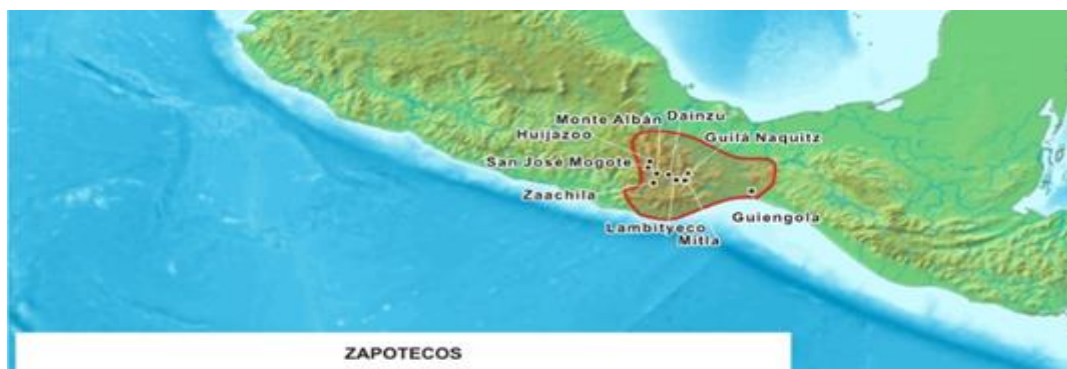 Monte Albán
Dainzu
Huijazoo
Guilá Naquitz
San José Mogote
Zaachila
Guiengola
Lambityeco
Mitla
ZAPOTECOS